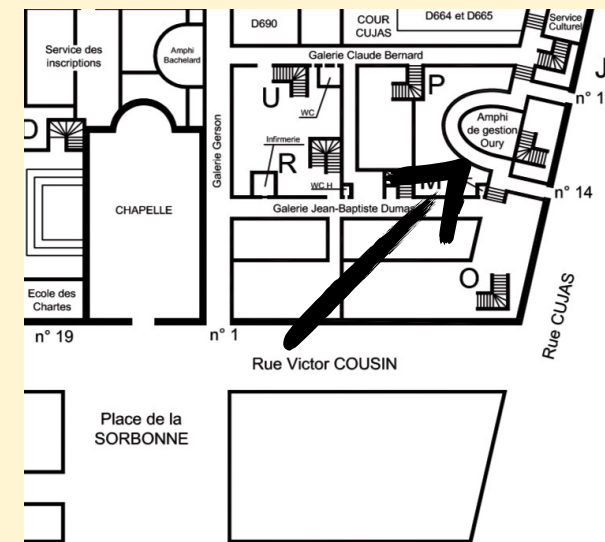 D690
COUR
CUJAS
D664 et D665
Service
Culturel
Service des
inscriptions
Amphi
Bachelard
Galerie Claude Bernard
J
U
P
n° 1
WC
Amphi
de gestion
Oury
Galerie Gerson
Infirmerie
R
WC H
M
n° 14
CHAPELLE
Galerie Jean-Baptiste Dumas
O
Ecole des
Chartes
n° 19
n° 1
Rue CUJAS
Rue Victor COUSIN
Place de la
SORBONNE